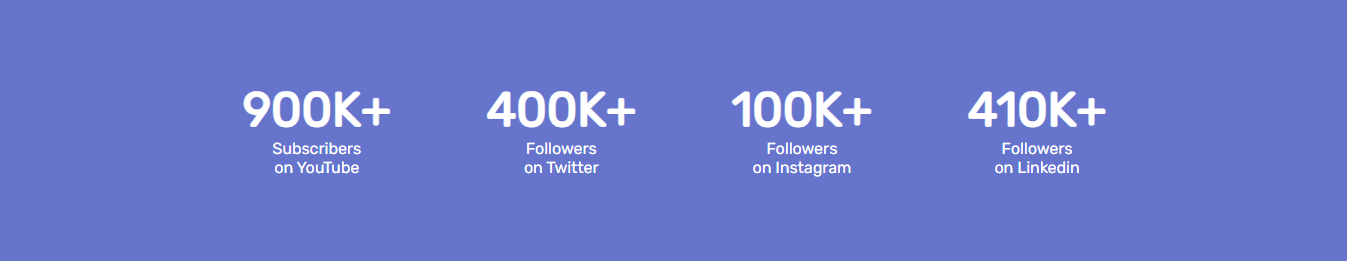 900K+
Subscribers
on YouTube
400K+
Followers
on Twitter
100K+
Followers
on Instagram
410K+
Followers
on Linkedin